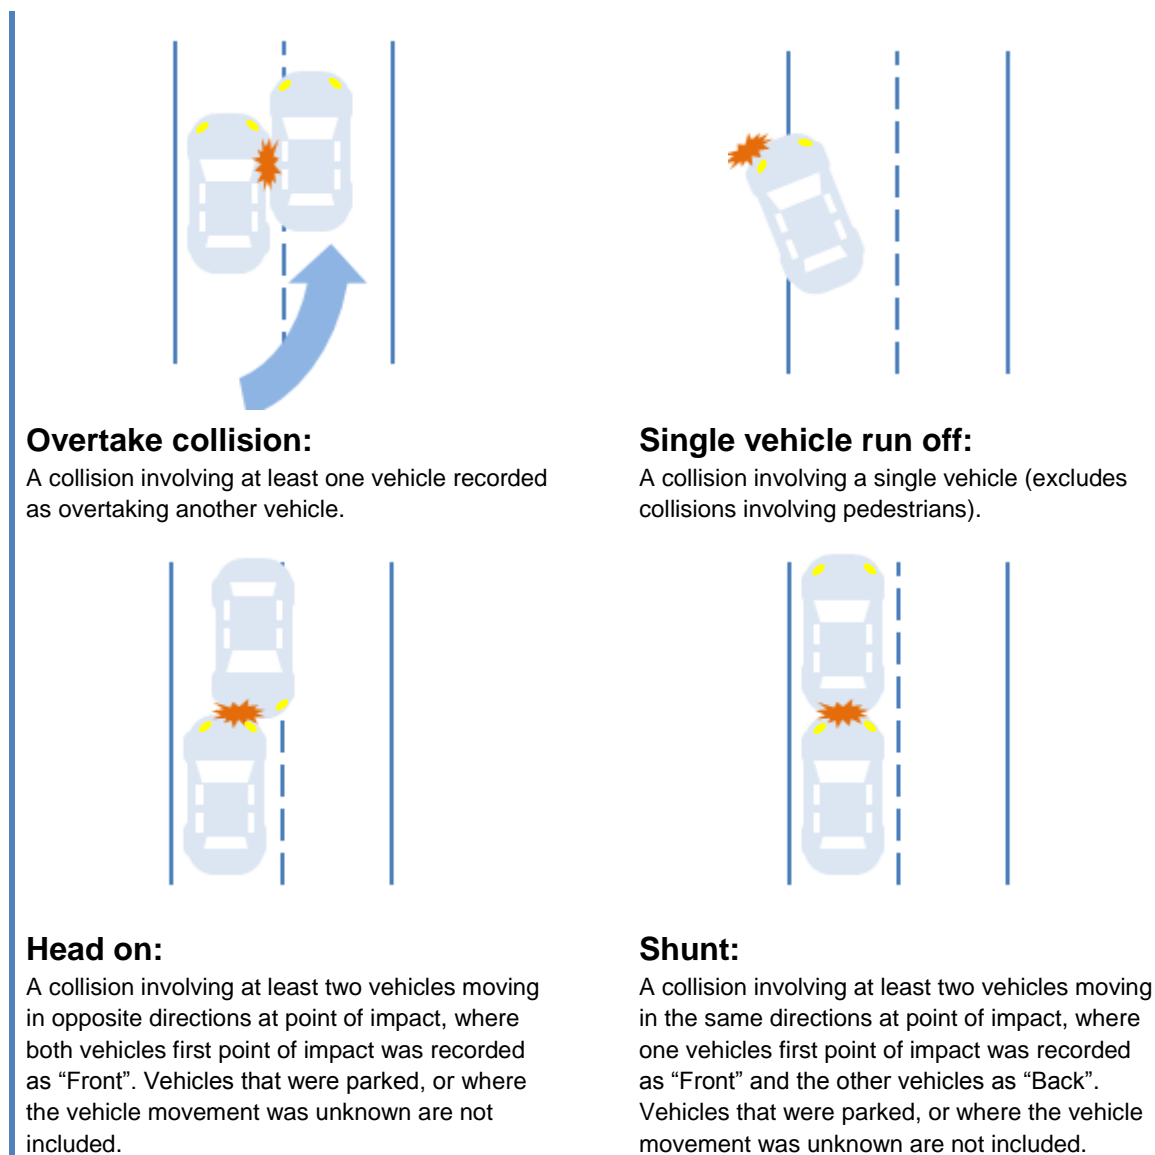 Overtake collision:
A collision involving at least one vehicle recorded
as overtaking another vehicle.
Single vehicle run off:
A collision involving a single vehicle (excludes
collisions involving pedestrians).
Head on:
A collision involving at least two vehicles moving
in opposite directions at point of impact, where
both vehicles first point of impact was recorded
as “Front”. Vehicles that were parked, or where
the vehicle movement was unknown are not
included.
Shunt:
A collision involving at least two vehicles moving
in the same directions at point of impact, where
one vehicles first point of impact was recorded
as “Front” and the other vehicles as “Back”.
Vehicles that were parked, or where the vehicle
movement was unknown are not included.